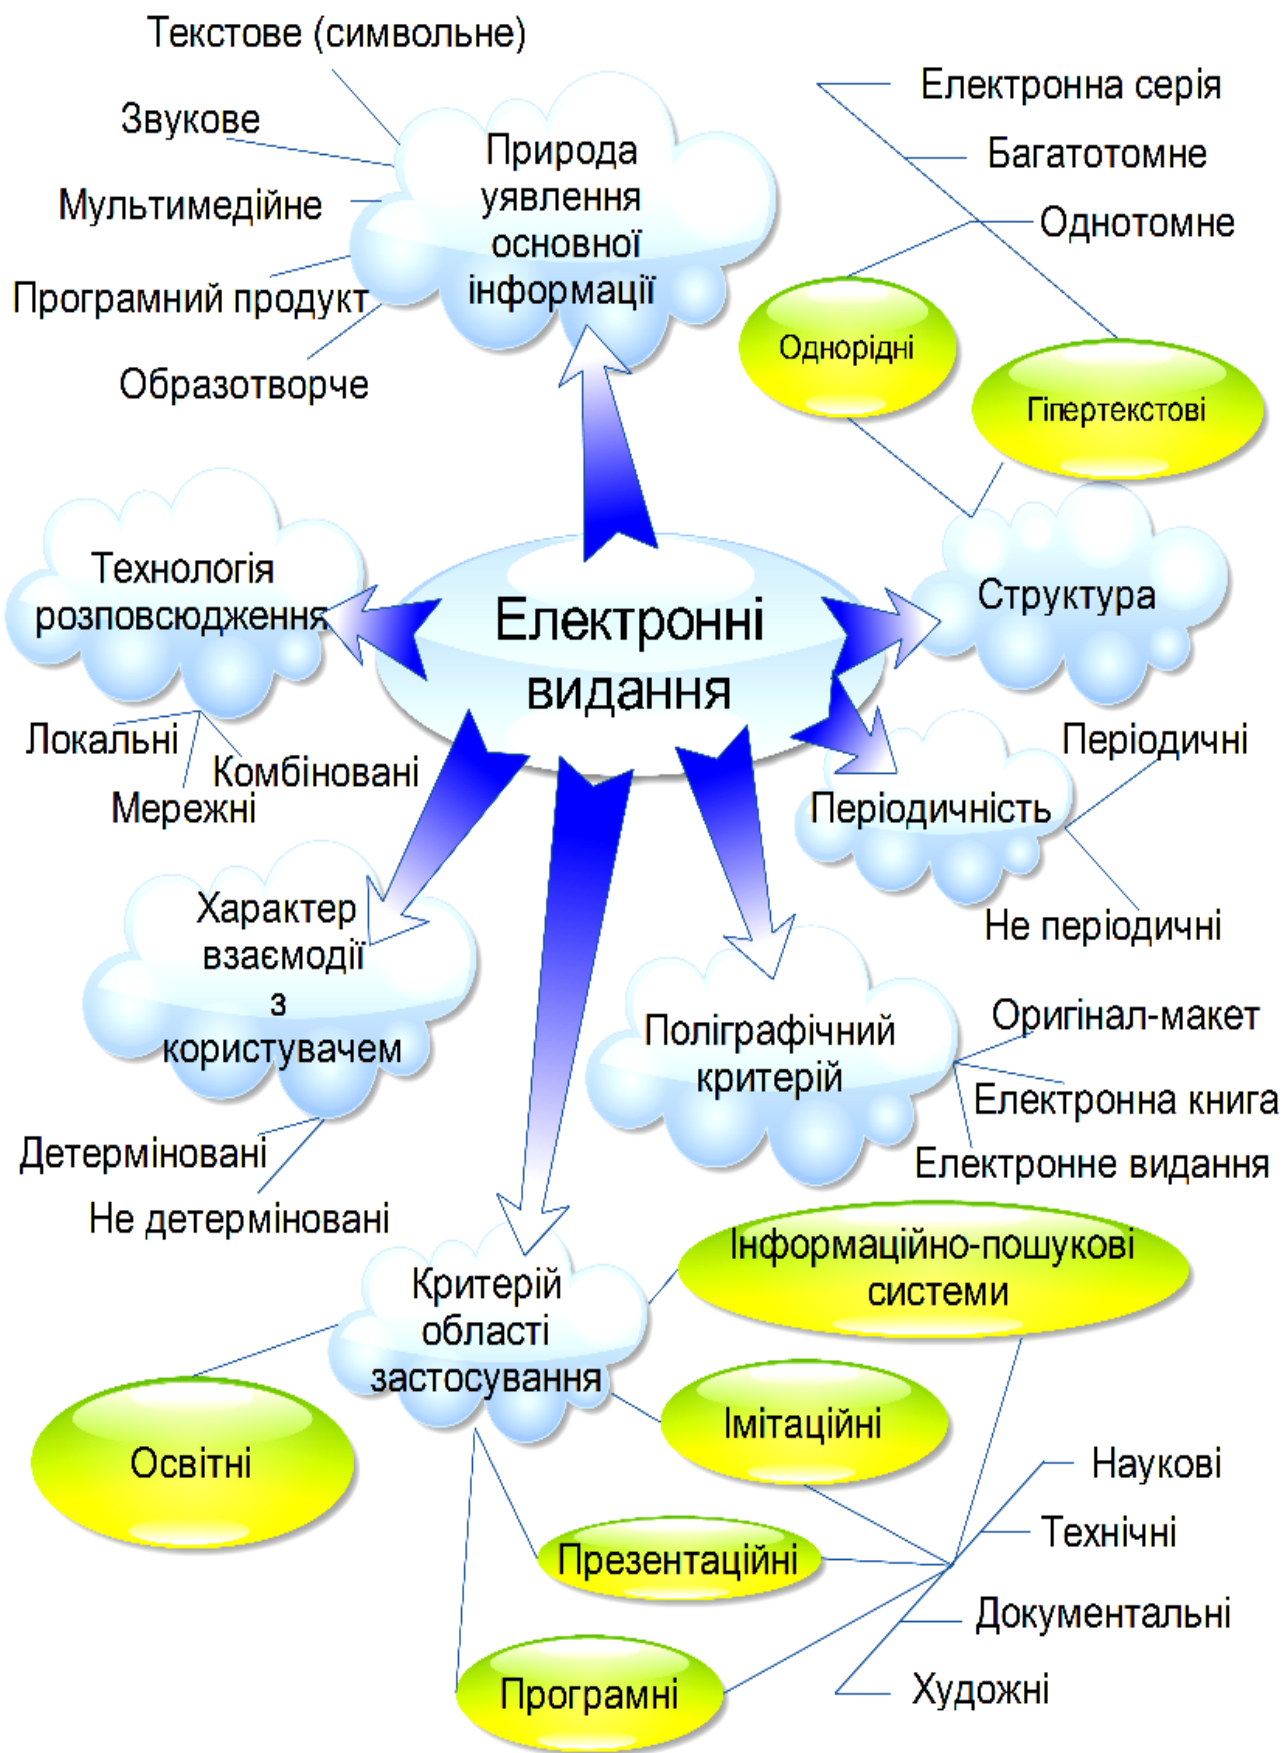 Текстове (символьне)
Звукове
Мультимедійне
Програмний продукт
Образотворче
Природа
уявлення
основної
інформації
Електронна серія
Багатотомне
Однотомне
Однорідні
Гіпертекстові
Технологія
розповсюдження
Електронні
видання
Структура
Локальні
Комбіновані
Мережні
Періодичні
Періодичність
Не періодичні
Характер
взаємодії
з
користувачем
Поліграфічний
критерій
Оригінал-макет
Електронна книга
Електронне видання
Детерміновані
Не детерміновані
Критерій
області
застосування
Інформаційно-пошукові
системи
Освітні
Імітаційні
Презентаційні
Програмні
Наукові
Технічні
Документальні
Художні